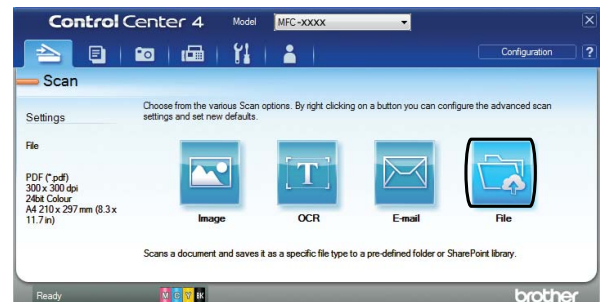 Control Center 4
Model
MFC-XXXX
Configuration
?
Scan
Settings
Choose from the various Scan options. By right clicking on a button you can configure the advanced scan
settings and set new defaults.
File
PDF (*.pdf)
300 x 300 dpi
24bit Colour
A4 210 x 297 mm (8.3 x
11.7 in)
T
Image
OCR
E-mail
File
Scans a document and saves it as a specific file type to a pre-defined folder or SharePoint library.
Ready
M C Y BK
brother